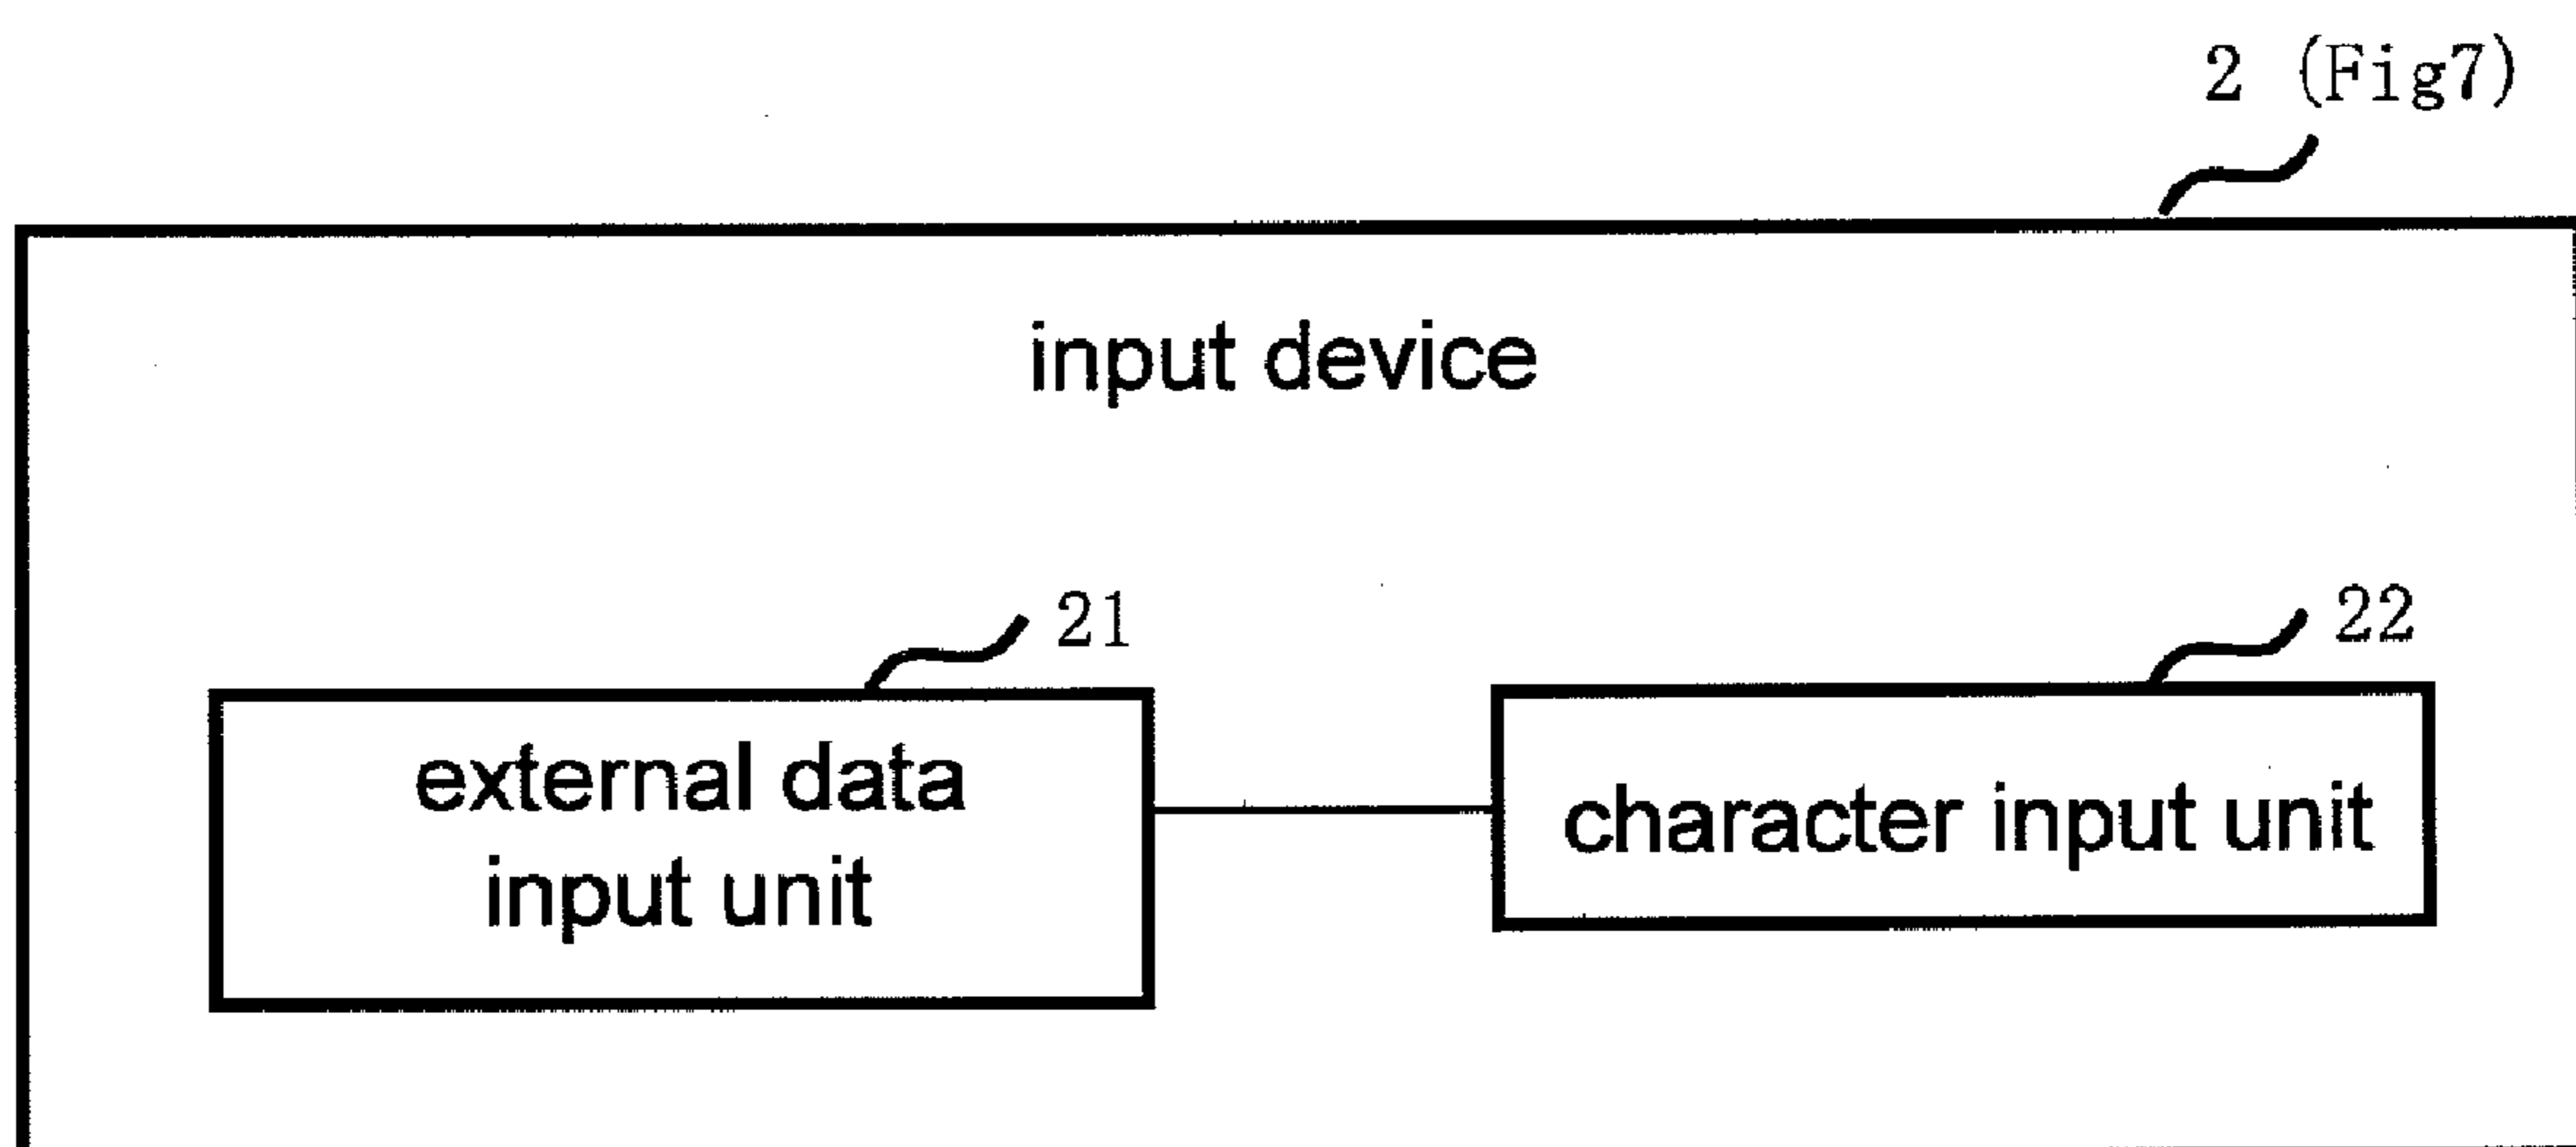 2 (Fig7)
input device
21
22
external data
input unit
character input unit